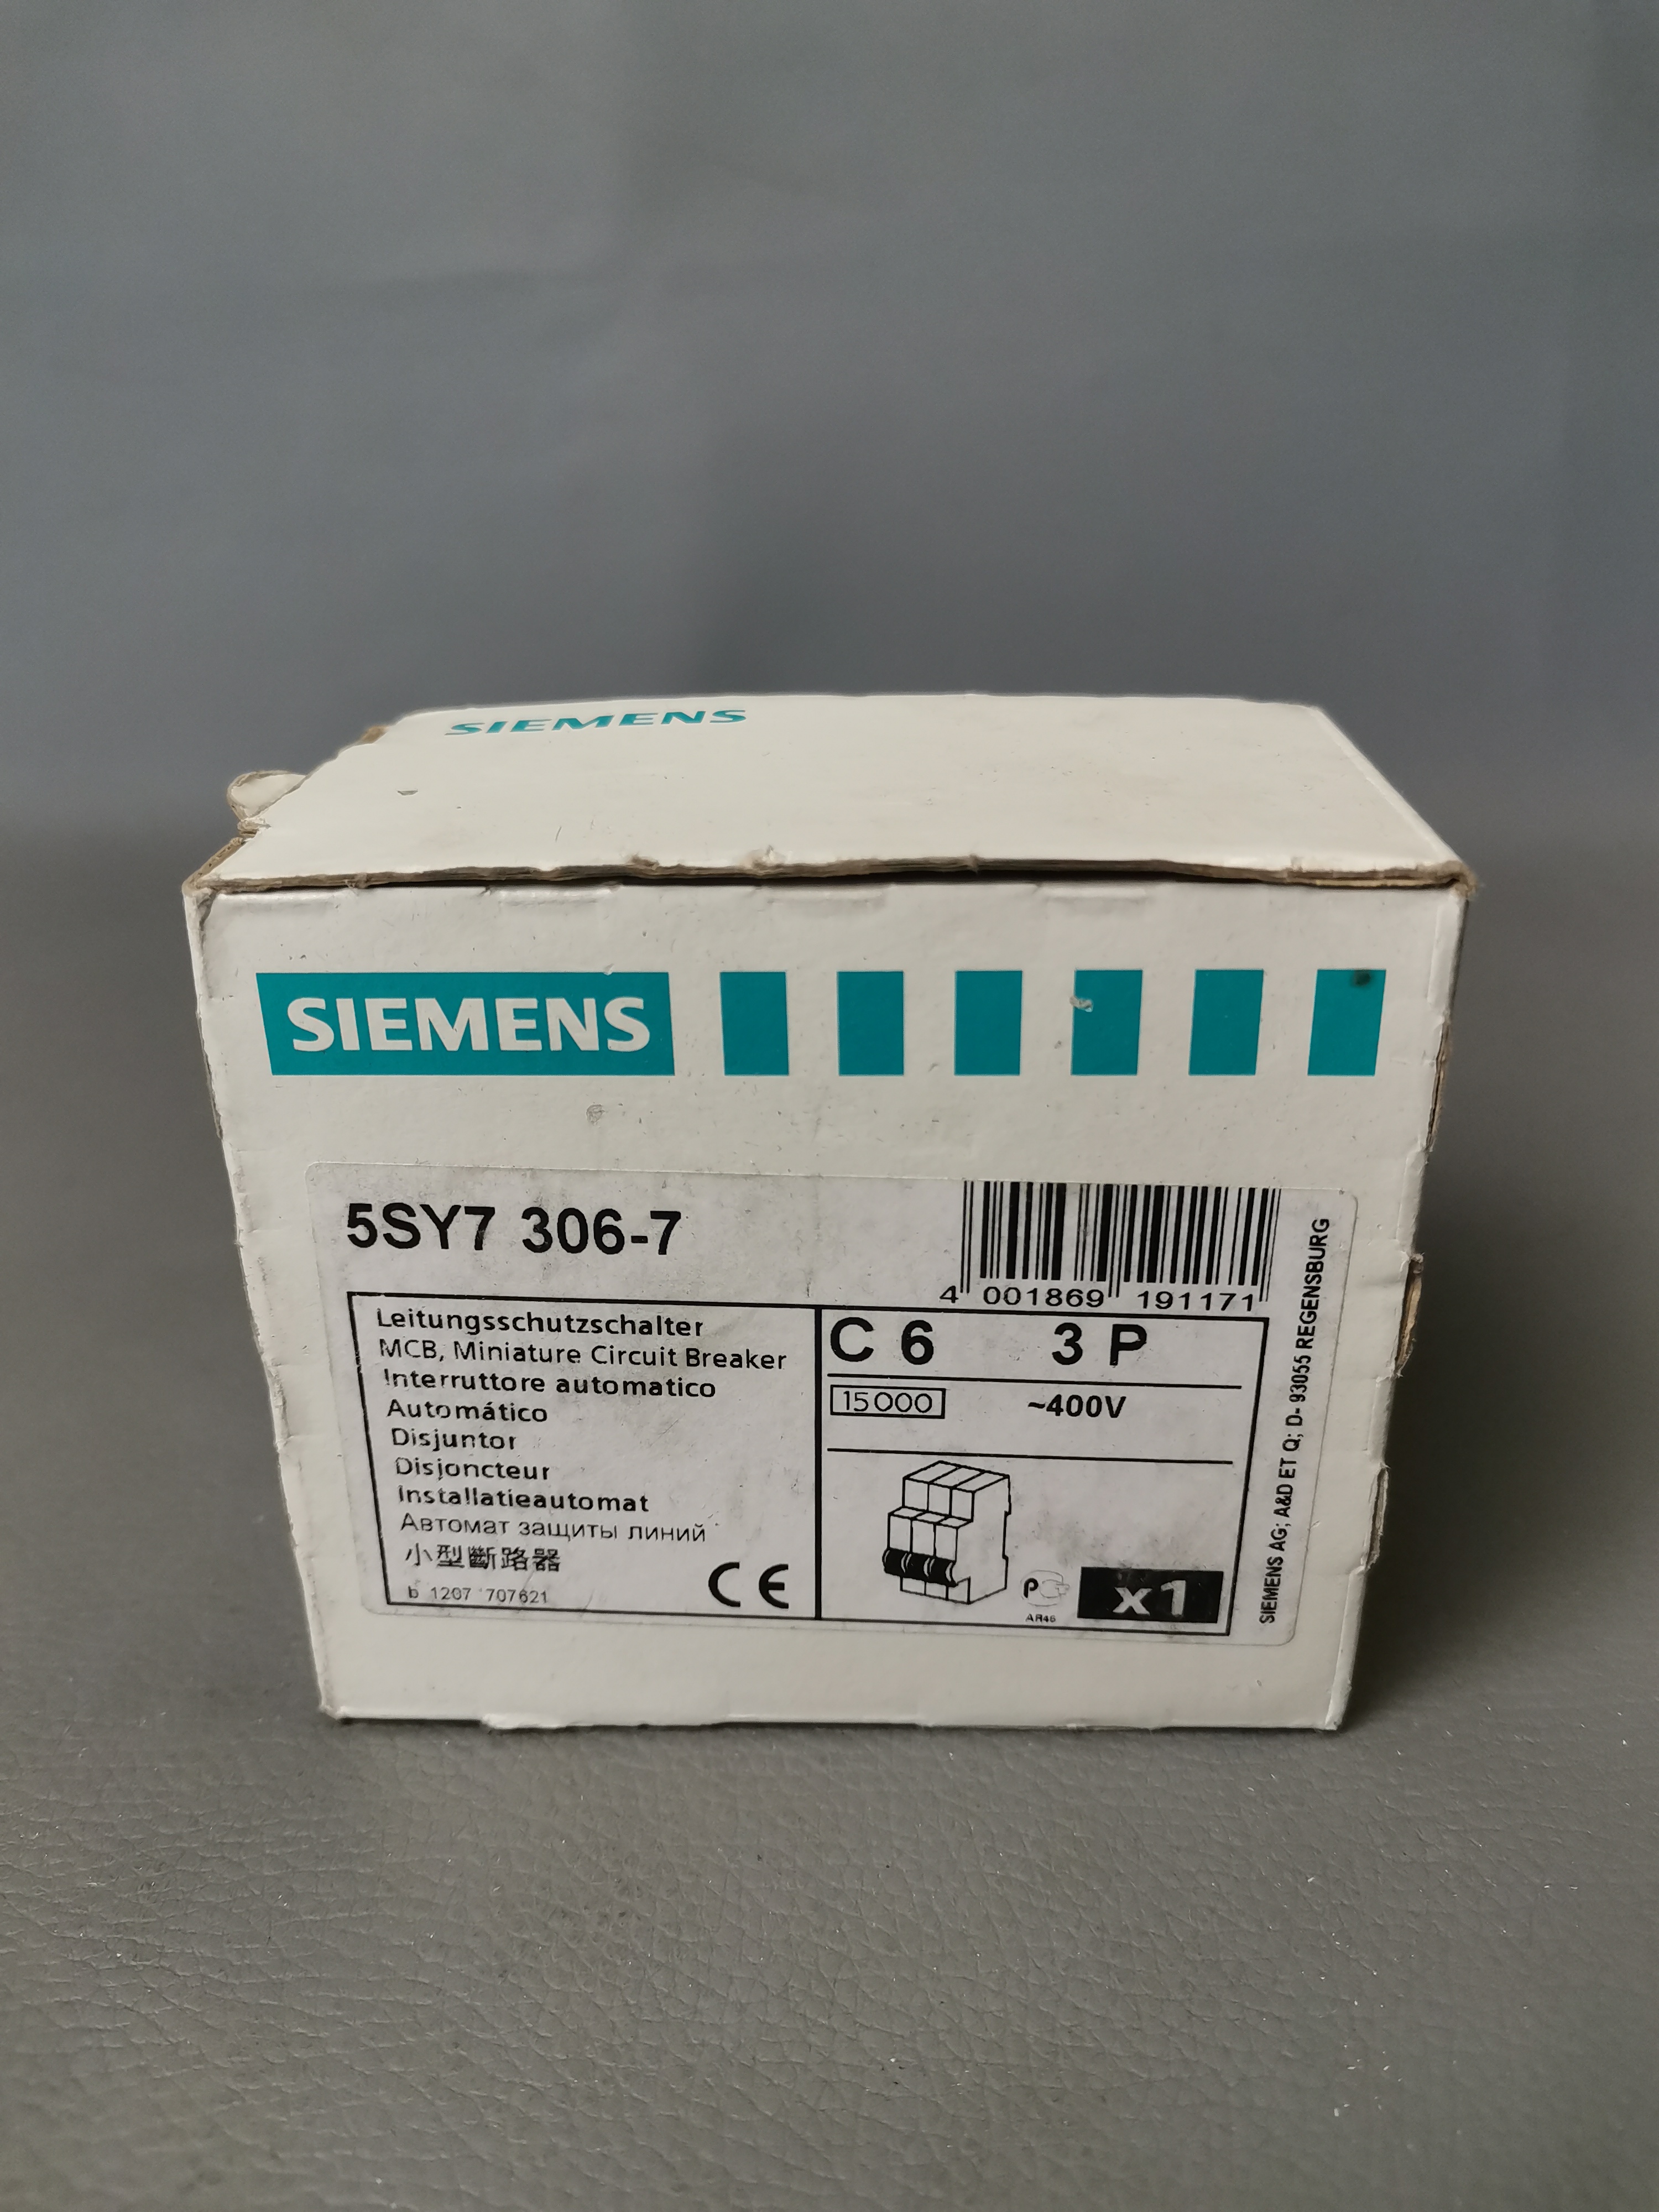 SIEMENS
SIEMENS
5SY7 306-7
4 001869 191171
Leitungsschutzschalter
MCB, Miniature Circuit Breaker
Interruttore automatico
Automático
Disjuntor
Disjoncteur
Installatieautomat
Автомат защиты линий
小型斷路器
b 1207 707621
CE
C 6 3 P
15000 ~400V
АЯ46
x1
SIEMENS AG; A&D ET Q; D- 93055 REGENSBURG